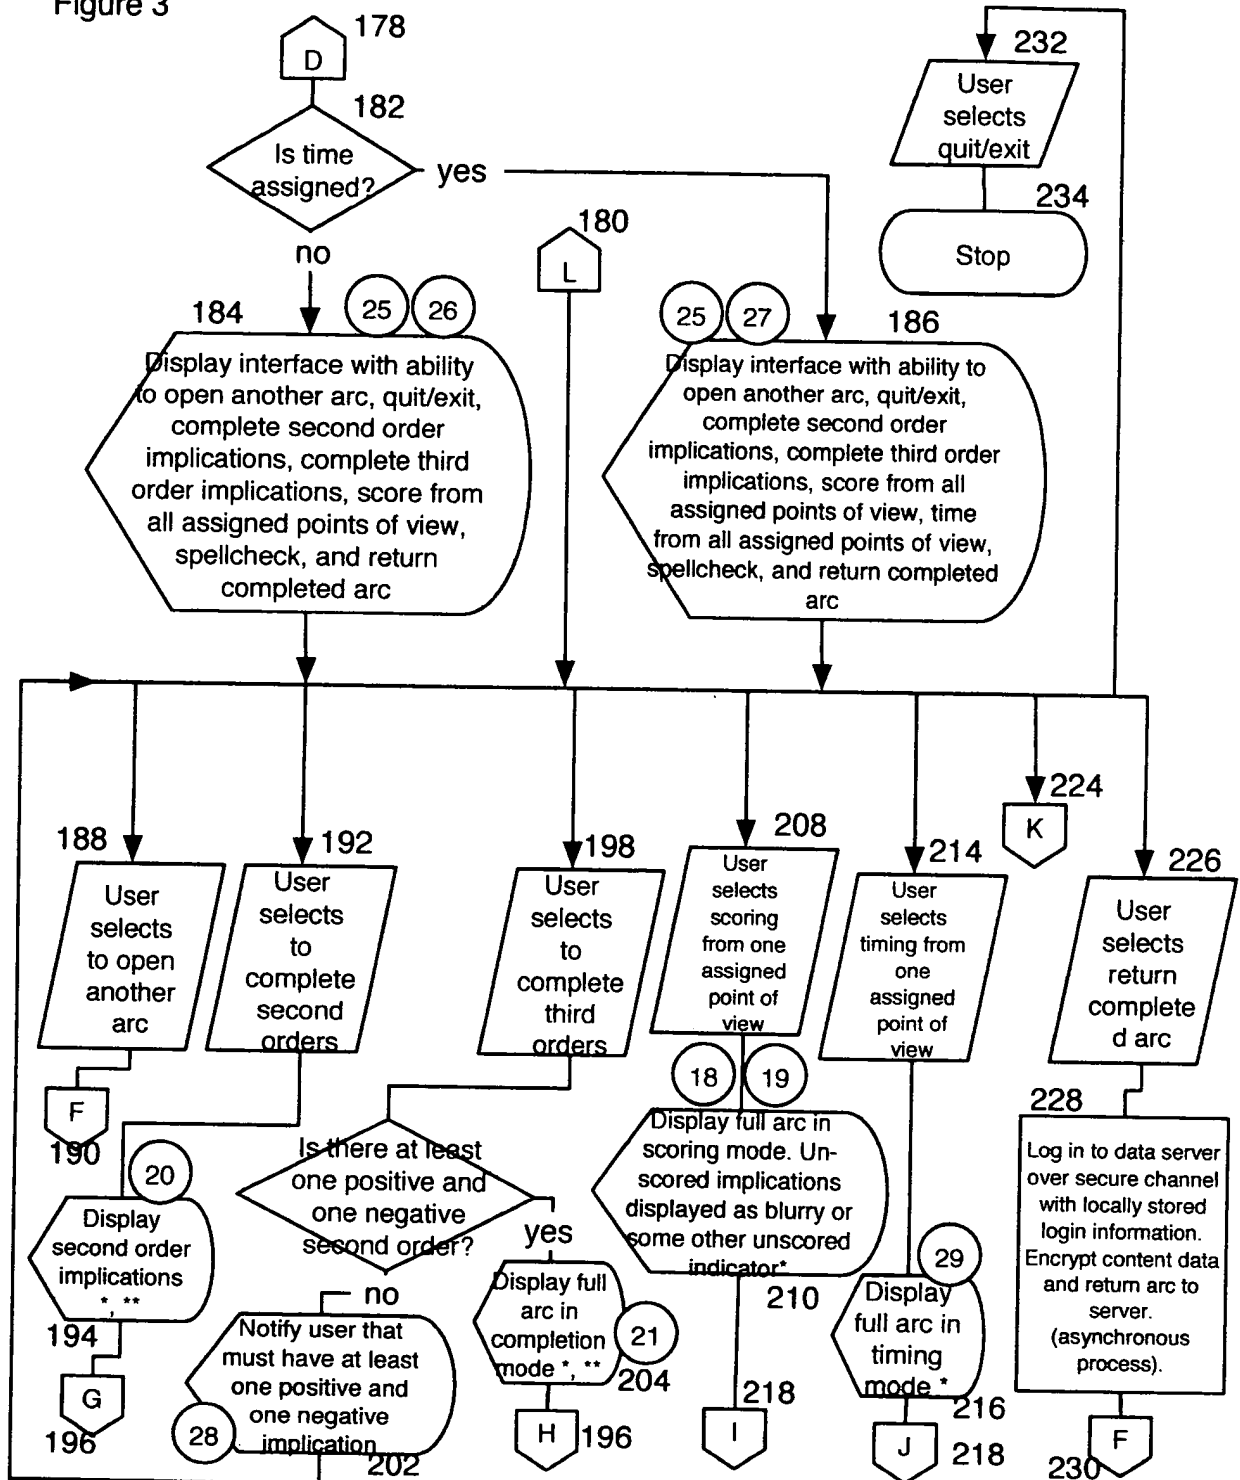 Figure 3
178
D
182
Is time
assigned?
yes
no
232
User
selects
quit/exit
234
Stop
180
L
184
25
26
Display interface with ability
to open another arc, quit/exit,
complete second order
implications, complete third
order implications, score from
all assigned points of view,
spellcheck, and return
completed arc
25
27
186
Display interface with ability to
open another arc, quit/exit,
complete second order
implications, complete third order
implications, score from all
assigned points of view, time
from all assigned points of view,
spellcheck, and return completed
arc
188
User
selects
to open
another
arc
F
190
192
User
selects
to
complete
second
orders
20
Display
second order
implications
*, **
194
G
196
198
User
selects
to
complete
third
orders
Is there at least
one positive and
one negative
second order?
yes
no
Notify user that
must have at least
one positive and
one negative
implication
28
202
Display full
arc in
completion
mode *, **
21
204
H
196
208
User
selects
scoring
from one
assigned
point of
view
18
19
Display full arc in
scoring mode. Un-
scored implications
displayed as blurry or
some other unscored
indicator*
210
218
I
214
User
selects
timing from
one
assigned
point of
view
29
Display
full arc in
timing
mode *
216
J
218
224
K
226
User
selects
return
complete
d arc
228
Log in to data server
over secure channel
with locally stored
login information.
Encrypt content data
and return arc to
server.
(asynchronous
process).
F
230